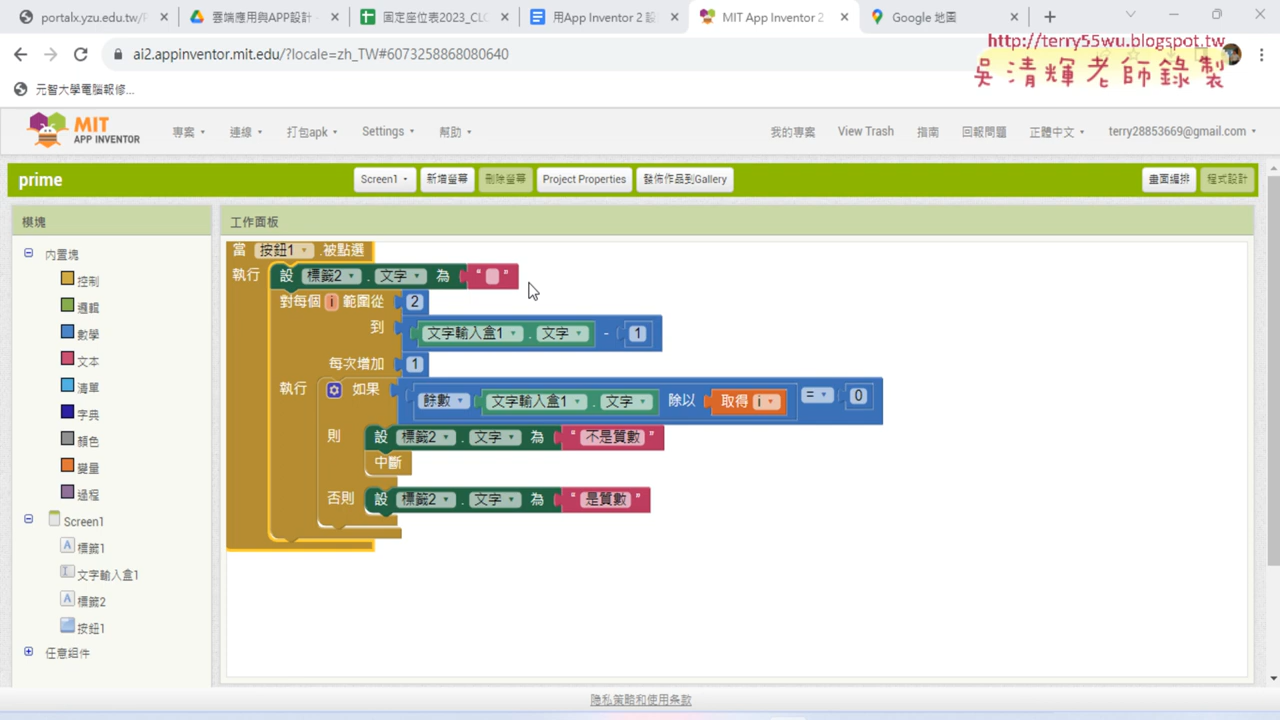 portalx.yzu.edu.tw/F
雲端應用與APP設計 -
固定座位表2023_CLC
用App Inventor 2 設
MIT App Inventor 2
Google 地圖
ai2.appinventor.mit.edu/?locale=zh_TW#6073258868080640
http://terry55wu.blogspot.tw
吳清輝老師錄製
元智大學電腦報修...
MIT
APP INVENTOR
專案
連線
打包apk
Settings
幫助
我的專案
View Trash
指南
回報問題
正體中文
terry28853669@gmail.com
prime
Screen1
新增螢幕
刪除螢幕
Project Properties
發佈作品到Gallery
畫面編排
程式設計
模塊
工作面板
內置塊
控制
邏輯
數學
文本
清單
字典
顏色
變量
過程
Screen1
標籤1
文字輸入盒1
標籤2
按鈕1
任意組件
當 按鈕1 .被點選
執行 設 標籤2 . 文字 為 “ ”
對每個 i 範圍從 2
到 文字輸入盒1 . 文字 - 1
每次增加 1
執行 如果 餘數 文字輸入盒1 . 文字 除以 取得 i = 0
則 設 標籤2 . 文字 為 “ 不是質數 ”
中斷
否則 設 標籤2 . 文字 為 “ 是質數 ”
隐私策略和使用条款